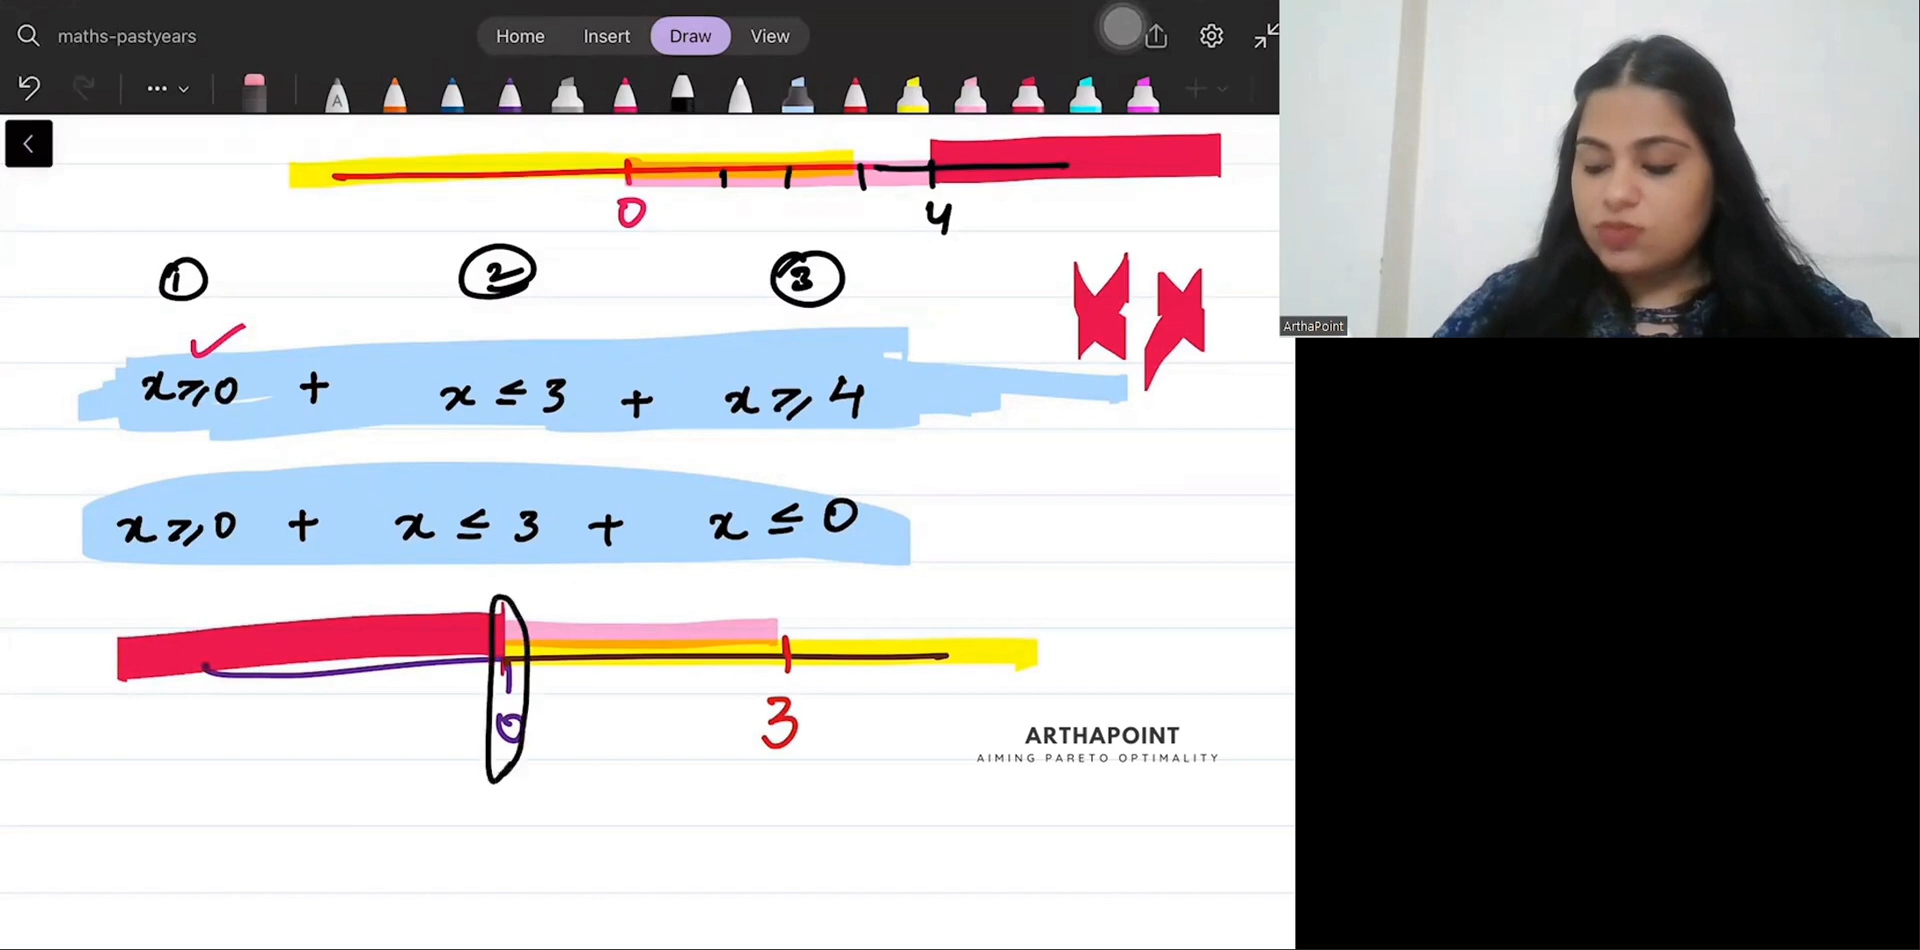 maths-pastyears
Home Insert Draw View
A
0 4
① ② ③
x ≥ 0 + x ≤ 3 + x ≥ 4
x ≥ 0 + x ≤ 3 + x ≤ 0
0 3
ARTHAPOINT
AIMING PARETO OPTIMALITY
ArthaPoint